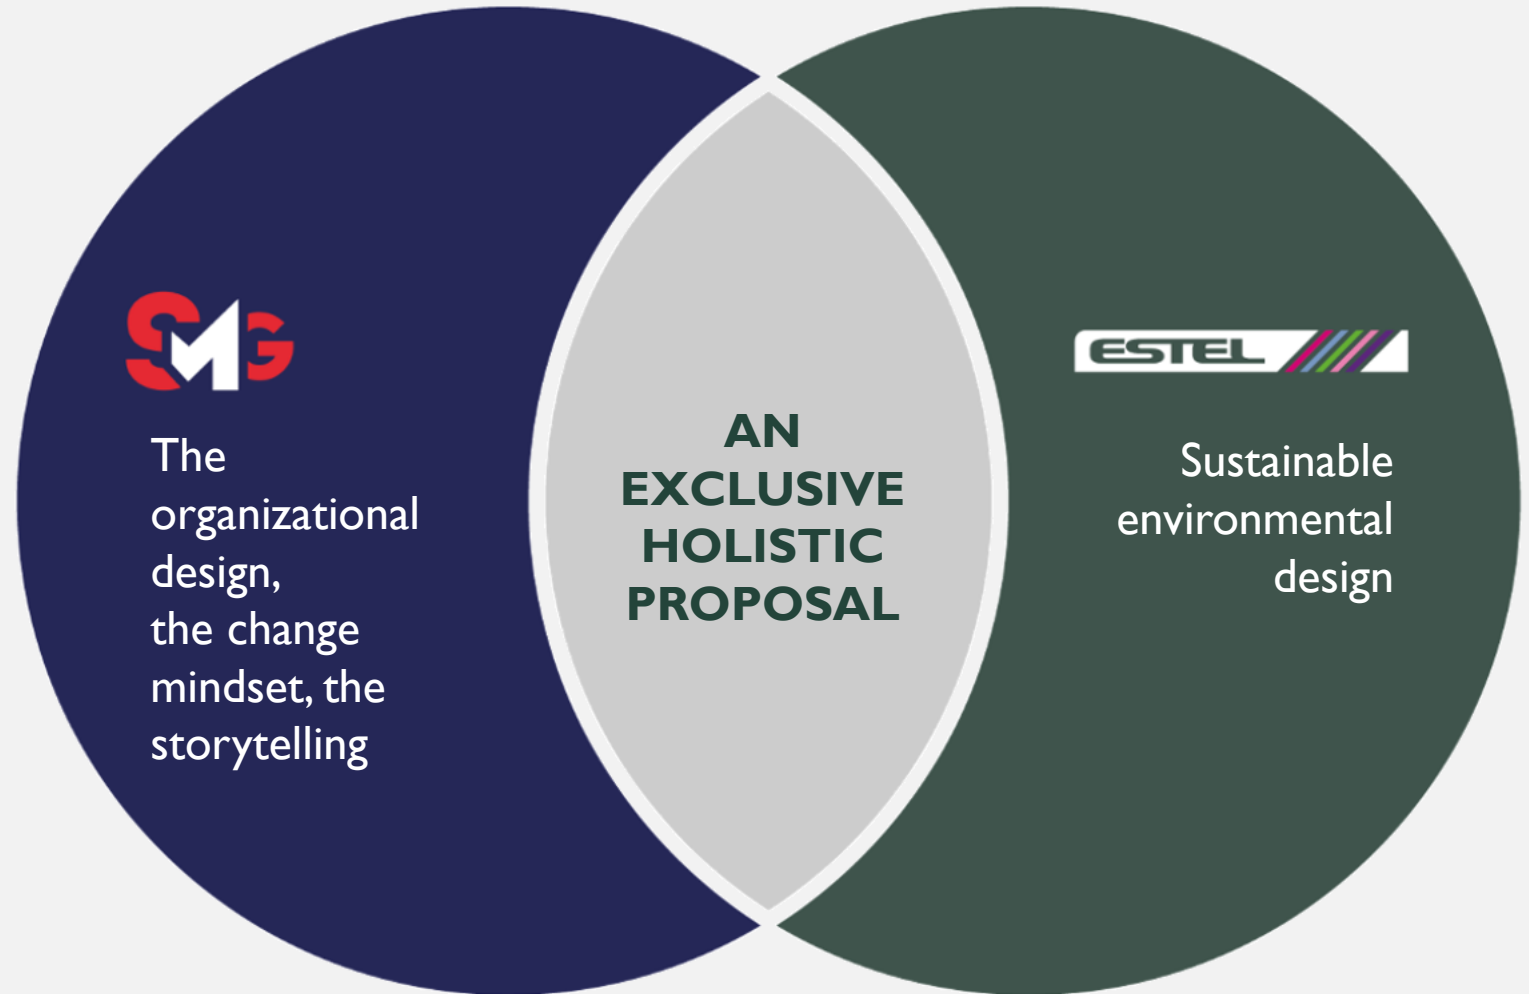 SMG
The
organizational
design,
the change
mindset, the
storytelling
AN
EXCLUSIVE
HOLISTIC
PROPOSAL
ESTEL
Sustainable
environmental
design